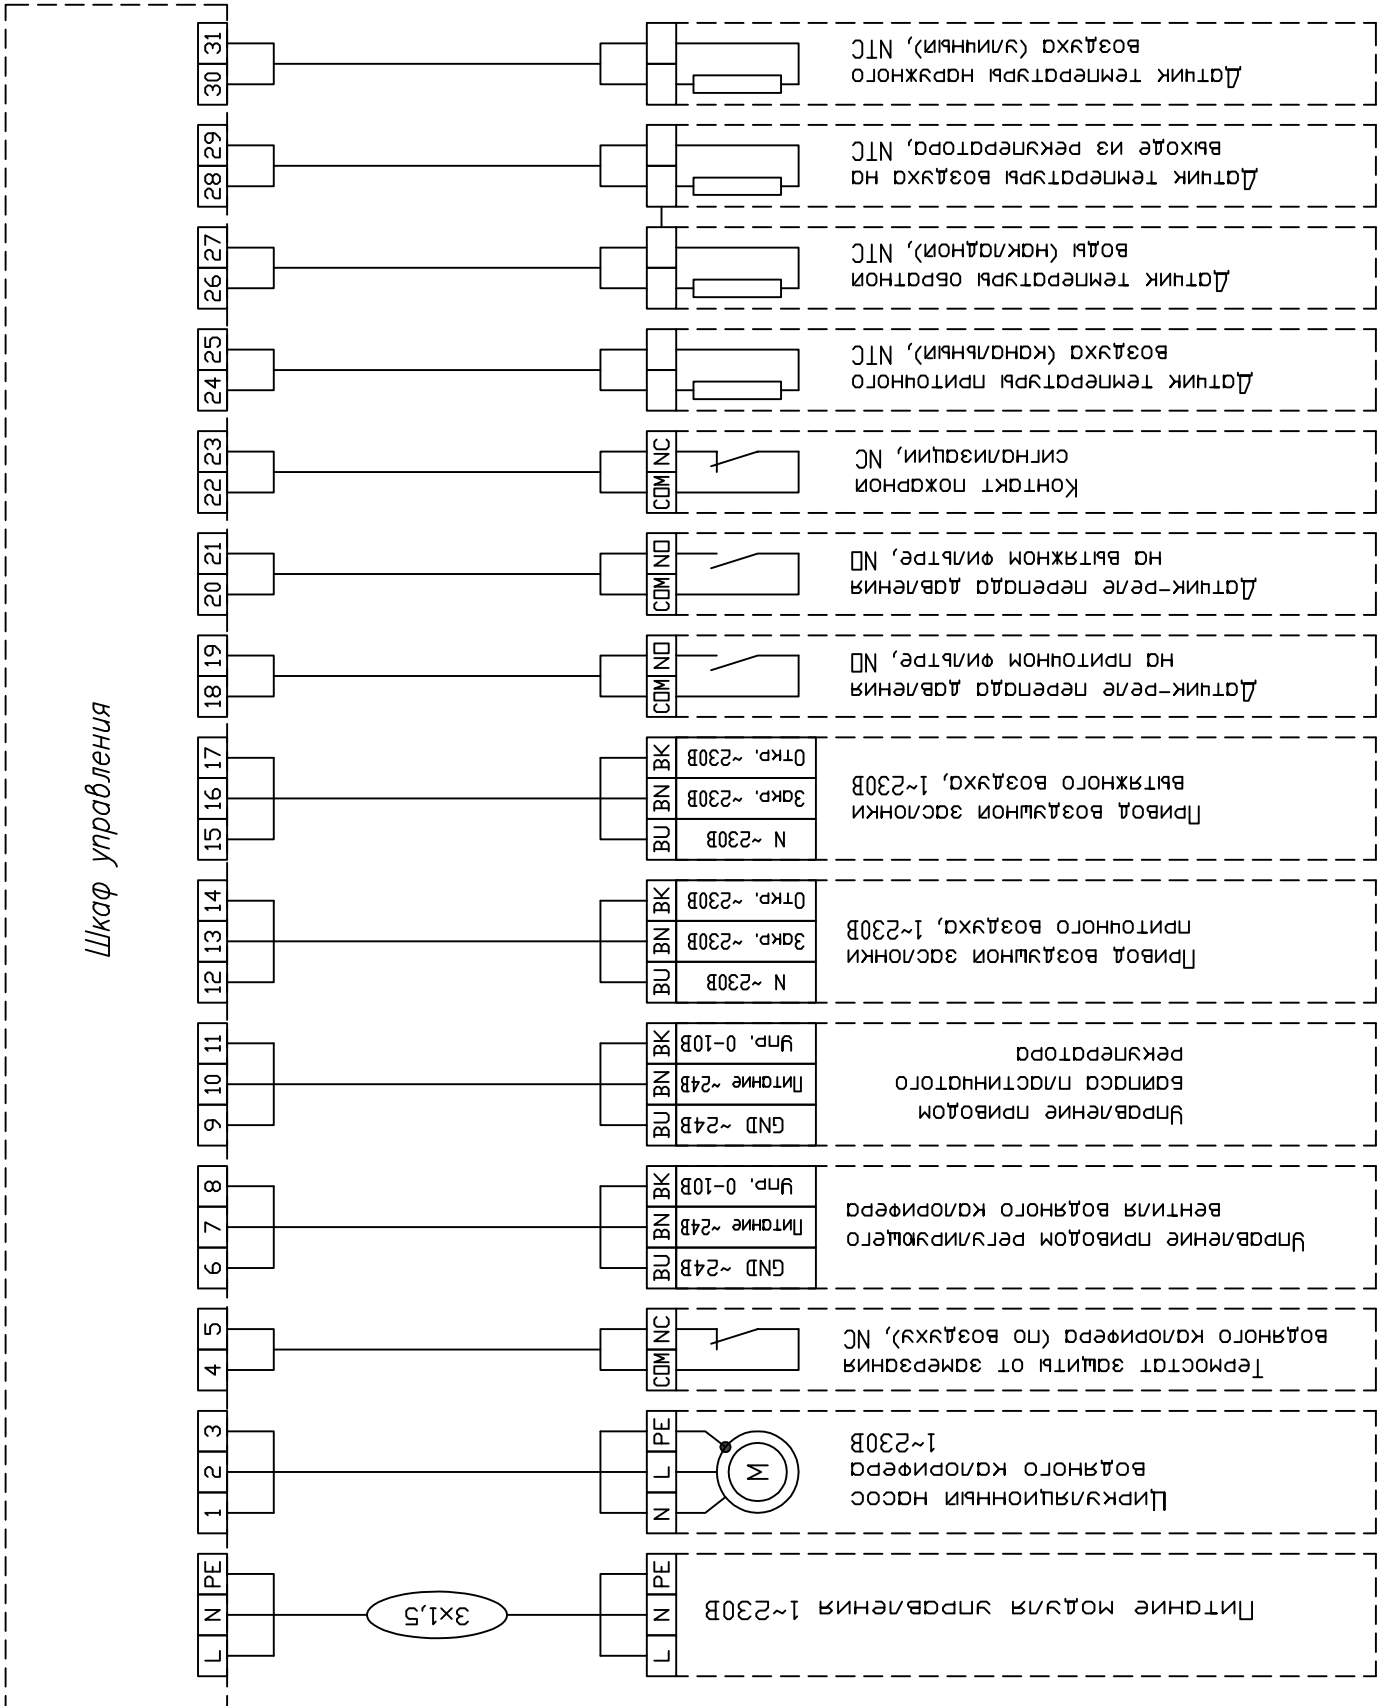 Шкаф управления
31
30
Датчик температуры наружного
воздуха (уличный), NTC
29
28
Датчик температуры воздуха на
выходе из рекуператора, NTC
27
26
Датчик температуры обратной
воды (накладной), NTC
25
24
Датчик температуры приточного
воздуха (канальный), NTC
23
22
NC
COM
Контакт пожарной
сигнализации, NC
21
20
NO
COM
Датчик-реле перепада давления
на вытяжном фильтре, NO
19
18
NO
COM
Датчик-реле перепада давления
на приточном фильтре, NO
17
16
15
BK
BN
BU
Откр. ~230В
Закр. ~230В
N ~230В
Привод воздушной заслонки
вытяжного воздуха, 1~230В
14
13
12
BK
BN
BU
Откр. ~230В
Закр. ~230В
N ~230В
Привод воздушной заслонки
приточного воздуха, 1~230В
11
10
9
BK
BN
BU
Упр. 0-10В
Питание ~24В
GND ~24В
Управление приводом
байпаса пластинчатого
рекуператора
8
7
6
BK
BN
BU
Упр. 0-10В
Питание ~24В
GND ~24В
Управление приводом регулирующего
вентиля водяного калорифера
5
4
NC
COM
Термостат защиты от замерзания
водяного калорифера (по воздуху), NC
3
2
1
PE
L
N
M
Циркуляционный насос
водяного калорифера
1~230В
PE
N
L
3x1,5
PE
N
L
Питание модуля управления 1~230В